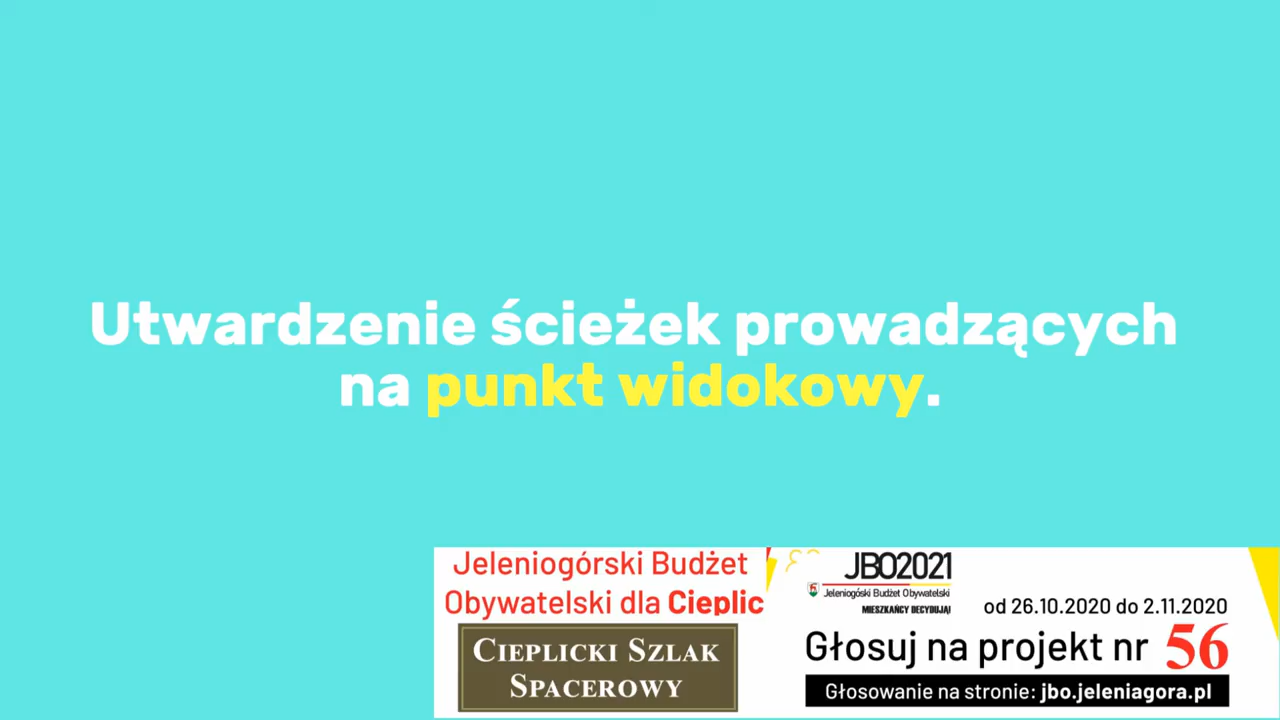 Utwardzenie ścieżek prowadzących
na punkt widokowy.
Jeleniogórski Budżet
Obywatelski dla Cieplic
CIEPLICKI SZLAK
SPACEROWY
JBO2021
Jeleniogóski Budżet Obywatelski
MIESZKAŃCY DECYDUJĄ!
od 26.10.2020 do 2.11.2020
Głosuj na projekt nr 56
Głosowanie na stronie: jbo.jeleniagora.pl